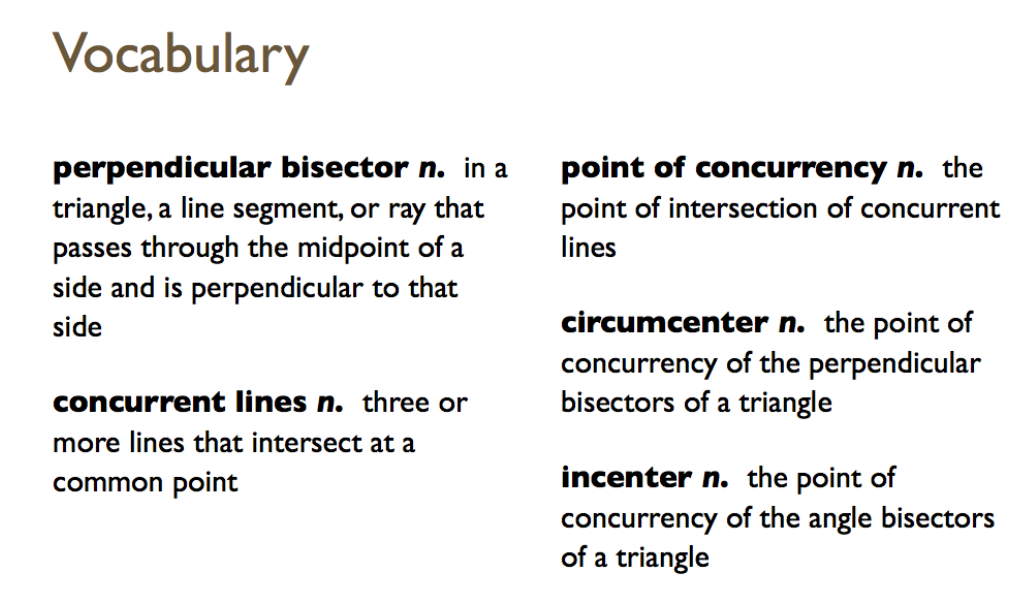 Vocabulary
perpendicular bisector n. in a
triangle, a line segment, or ray that
passes through the midpoint of a
side and is perpendicular to that
side
concurrent lines n. three or
more lines that intersect at a
common point
point of concurrency n. the
point of intersection of concurrent
lines
circumcenter n. the point of
concurrency of the perpendicular
bisectors of a triangle
incenter n. the point of
concurrency of the angle bisectors
of a triangle